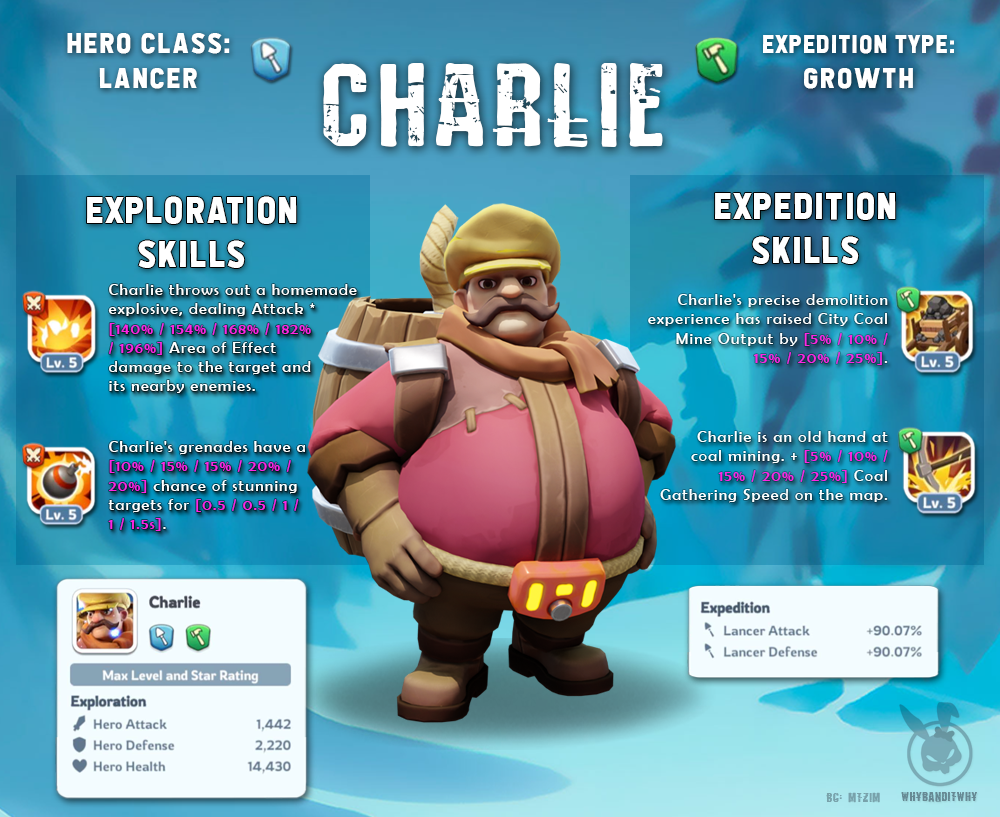 HERO CLASS:
LANCER
CHARLIE
EXPEDITION TYPE:
GROWTH
EXPLORATION
SKILLS
Charlie throws out a homemade
explosive, dealing Attack *
[140% / 154% / 168% / 182%
/ 196%] Area of Effect
damage to the target and
its nearby enemies.
Lv. 5
Charlie's grenades have a
[10% / 15% / 15% / 20% /
20%] chance of stunning
targets for [0.5 / 0.5 / 1 /
1 / 1.5s].
Lv. 5
EXPEDITION
SKILLS
Charlie's precise demolition
experience has raised City Coal
Mine Output by [5% / 10% /
15% / 20% / 25%].
Lv. 5
Charlie is an old hand at
coal mining. + [5% / 10% /
15% / 20% / 25%] Coal
Gathering Speed on the map.
Lv. 5
Charlie
Max Level and Star Rating
Exploration
Hero Attack 1,442
Hero Defense 2,220
Hero Health 14,430
Expedition
Lancer Attack +90.07%
Lancer Defense +90.07%
BG: MTZIM WHYBANDITWHY